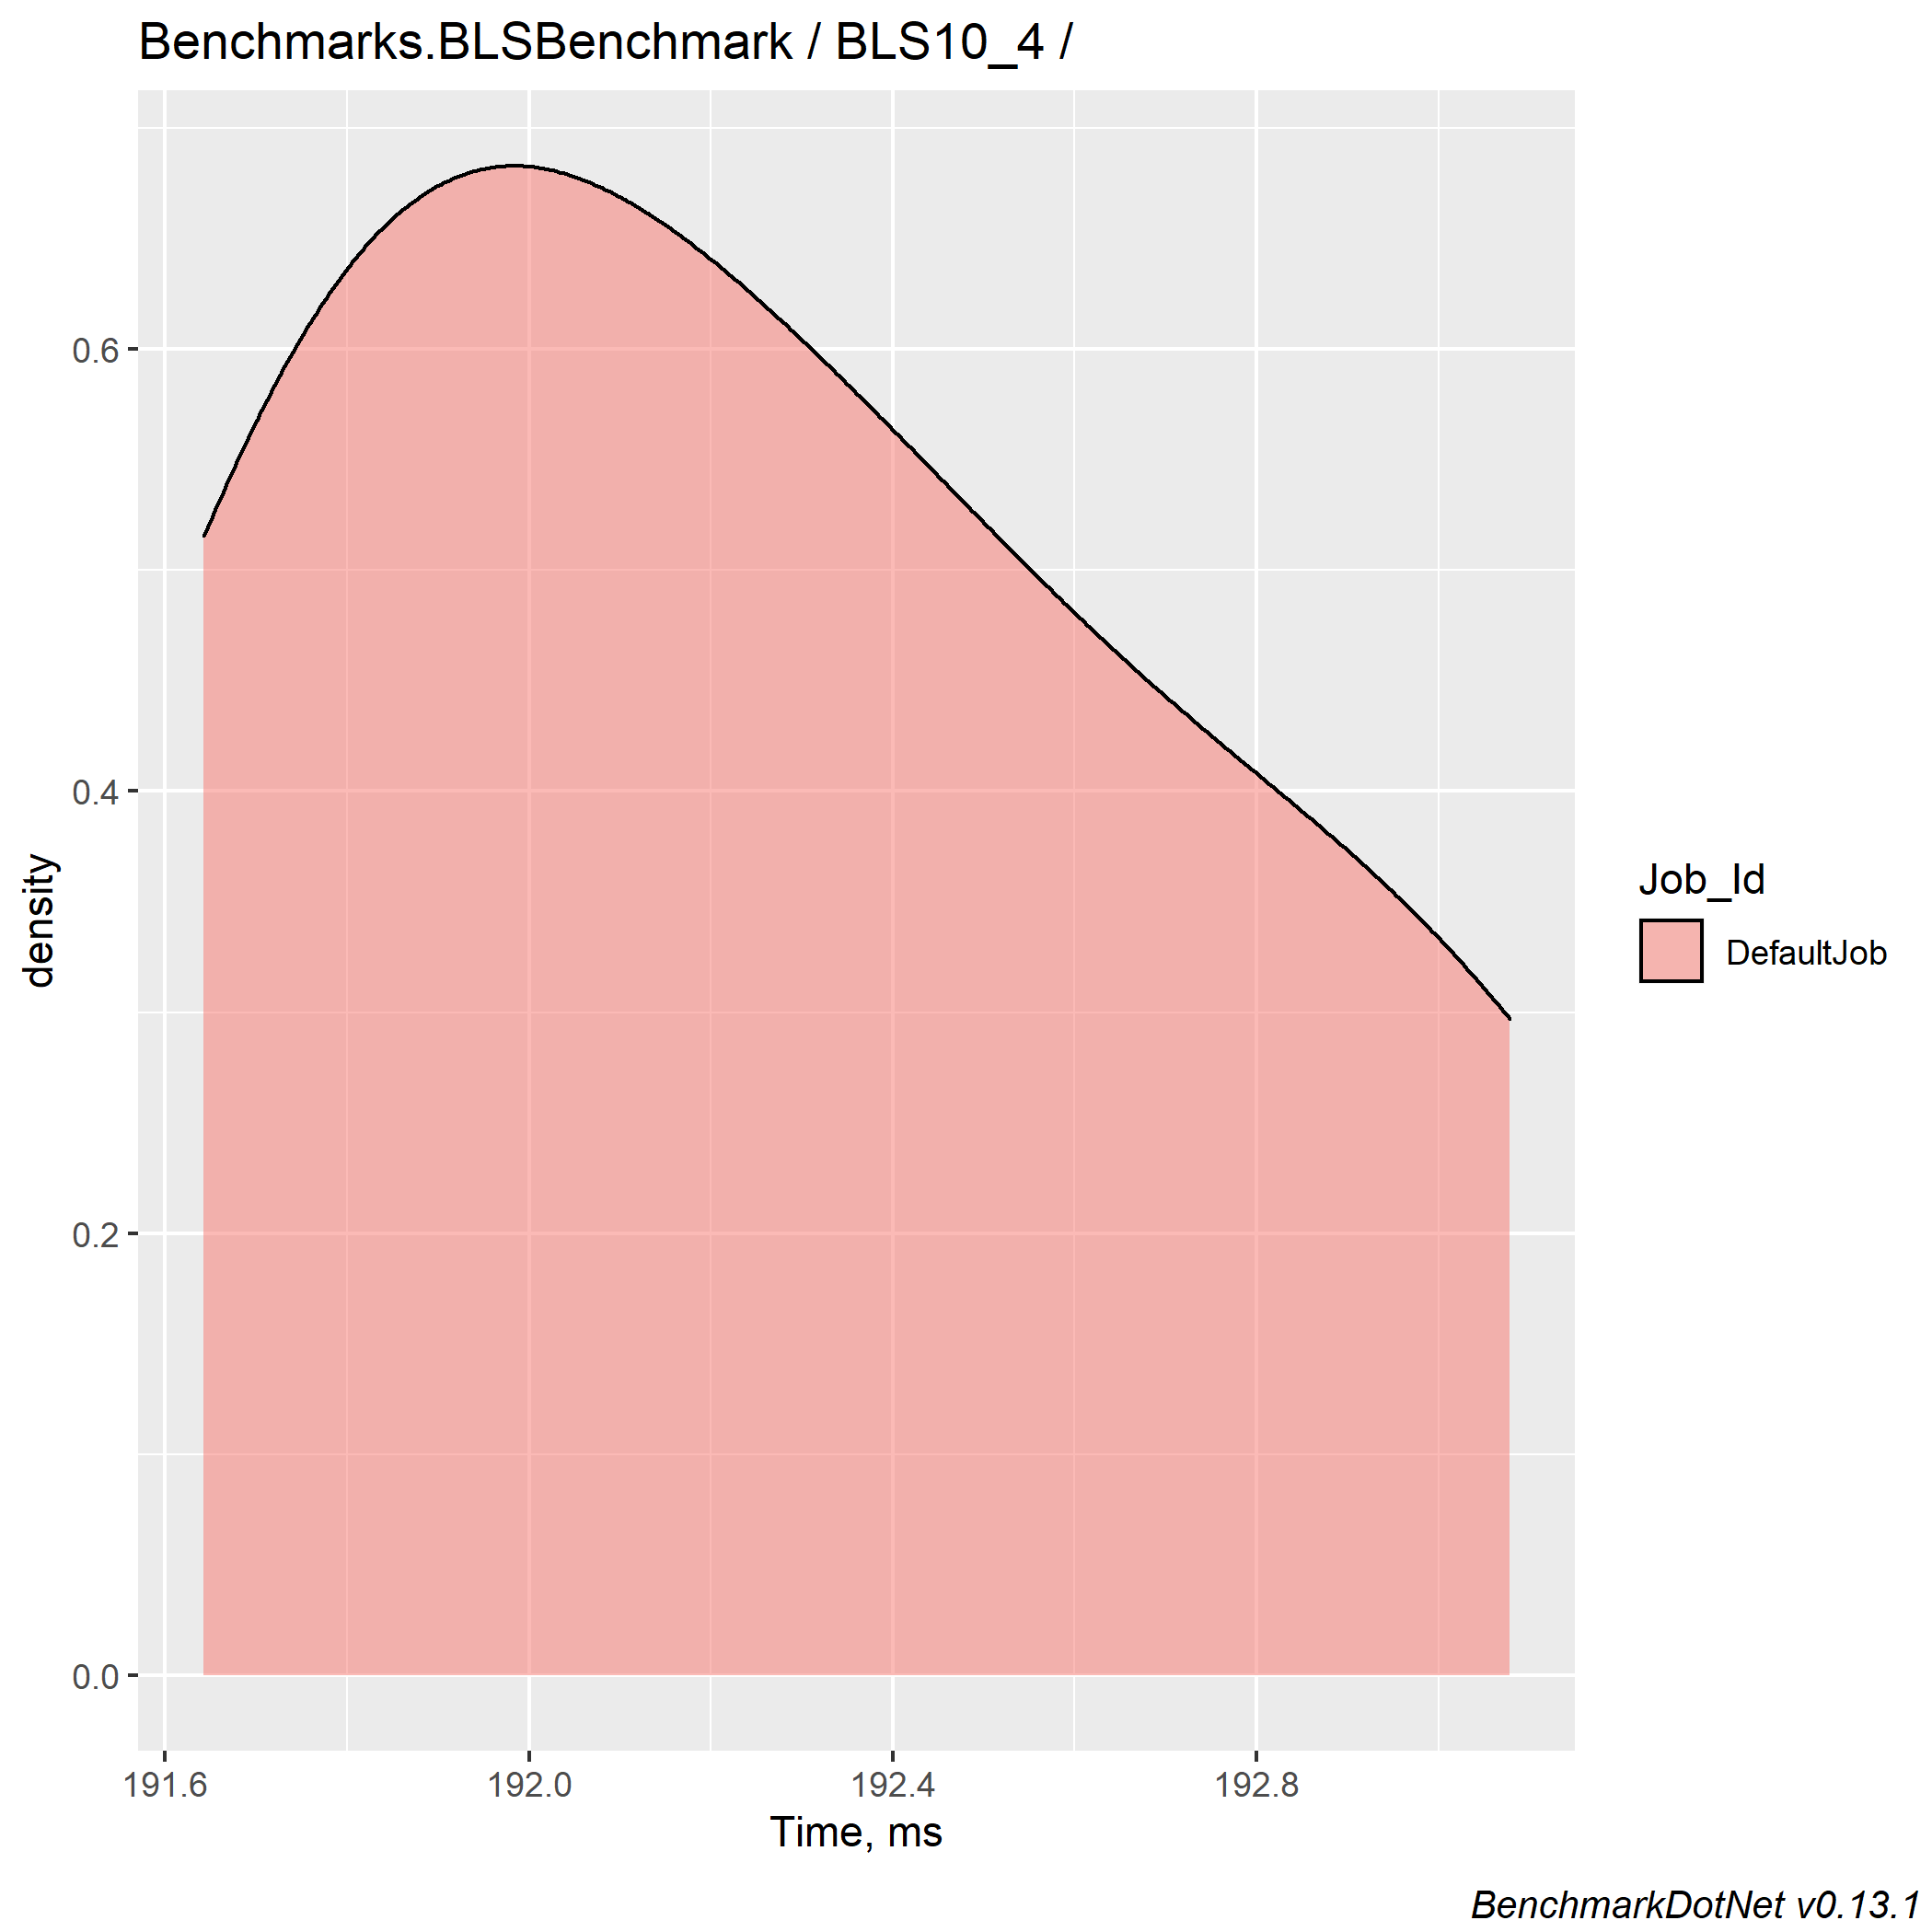 Benchmarks.BLSBenchmark / BLS10_4 /
0.6
0.4
0.2
0.0
density
191.6 192.0 192.4 192.8
Time, ms
Job_Id
DefaultJob
BenchmarkDotNet v0.13.1